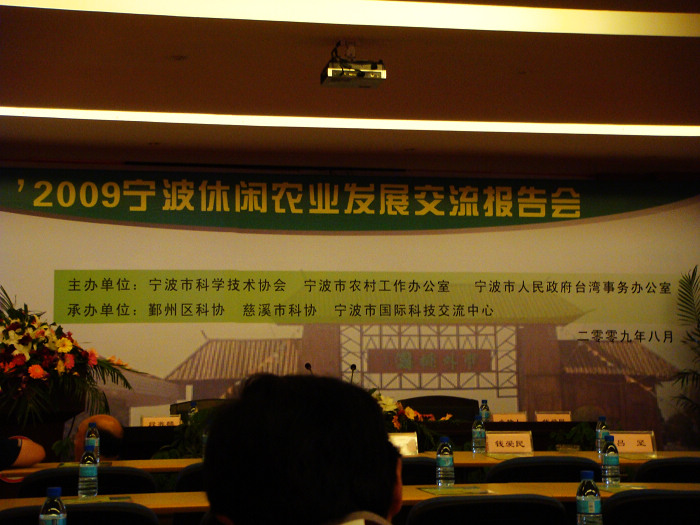 '2009宁波休闲农业发展交流报告会
主办单位：宁波市科学技术协会　宁波市农村工作办公室　宁波市人民政府台湾事务办公室
承办单位：鄞州区科协　慈溪市科协　宁波市国际科技交流中心
二零零九年八月
钱爱民
吕 坚